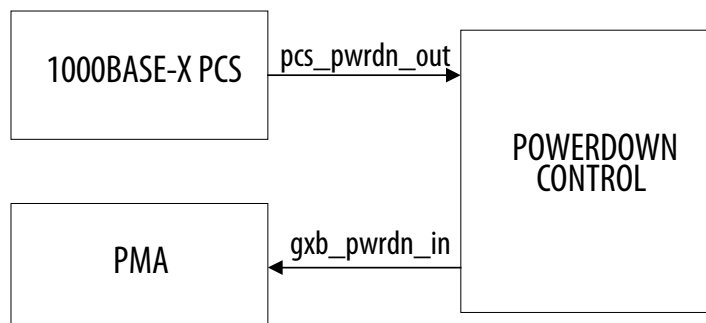 1000BASE-X PCS
pcs_pwrdn_out
POWERDOWN
CONTROL
PMA
gxb_pwrdn_in